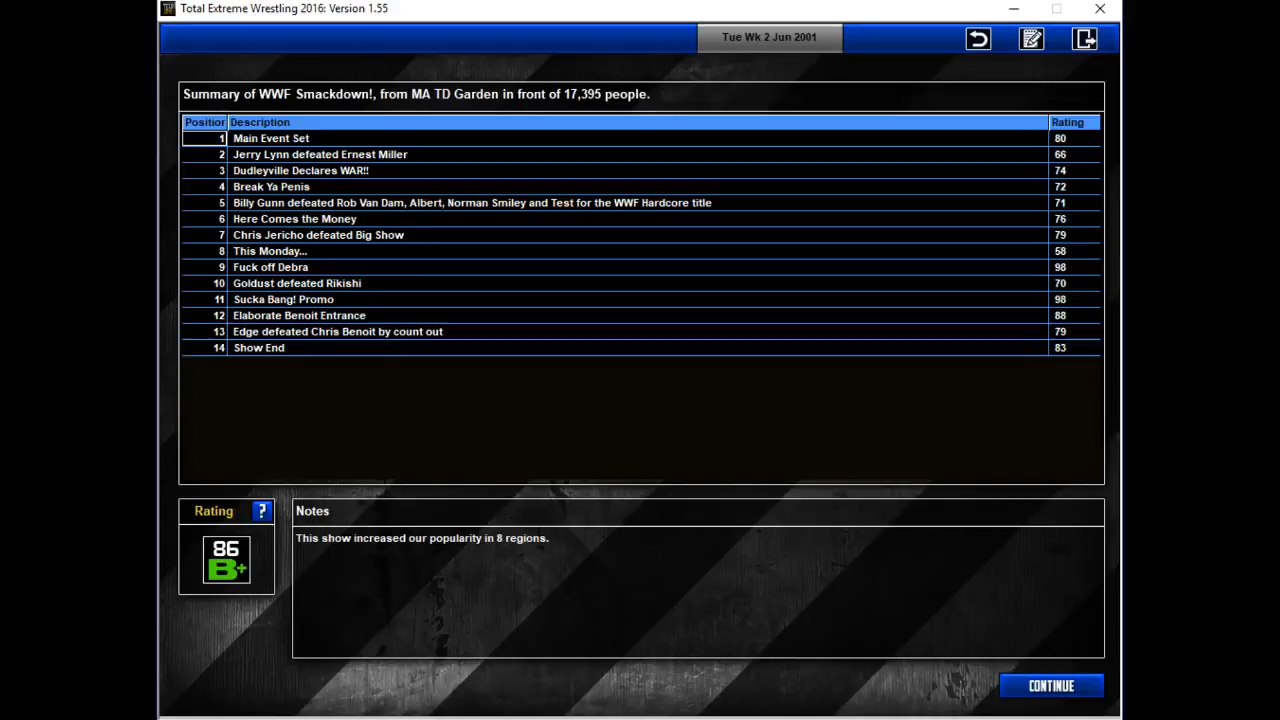 Total Extreme Wrestling 2016: Version 1.55
Tue Wk 2 Jun 2001
Summary of WWF Smackdown!, from MA TD Garden in front of 17,395 people.
Position Description Rating
1 Main Event Set 80
2 Jerry Lynn defeated Ernest Miller 66
3 Dudleyville Declares WAR!! 74
4 Break Ya Penis 72
5 Billy Gunn defeated Rob Van Dam, Albert, Norman Smiley and Test for the WWF Hardcore title 71
6 Here Comes the Money 76
7 Chris Jericho defeated Big Show 79
8 This Monday... 58
9 Fuck off Debra 98
10 Goldust defeated Rikishi 70
11 Sucka Bang! Promo 98
12 Elaborate Benoit Entrance 88
13 Edge defeated Chris Benoit by count out 79
14 Show End 83
Rating ? Notes
86
B+
This show increased our popularity in 8 regions.
CONTINUE